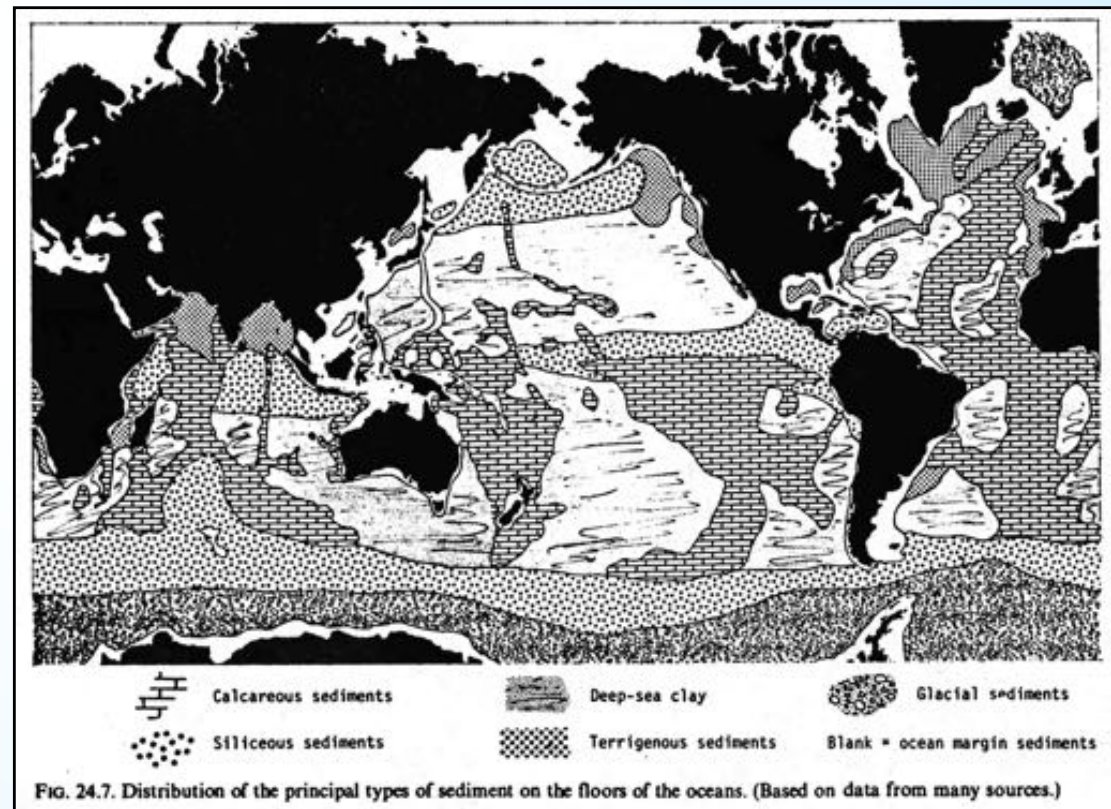 Calcareous sediments
Deep-sea clay
Glacial sediments
Siliceous sediments
Terrigenous sediments
Blank = ocean margin sediments
FIG. 24.7. Distribution of the principal types of sediment on the floors of the oceans. (Based on data from many sources.)